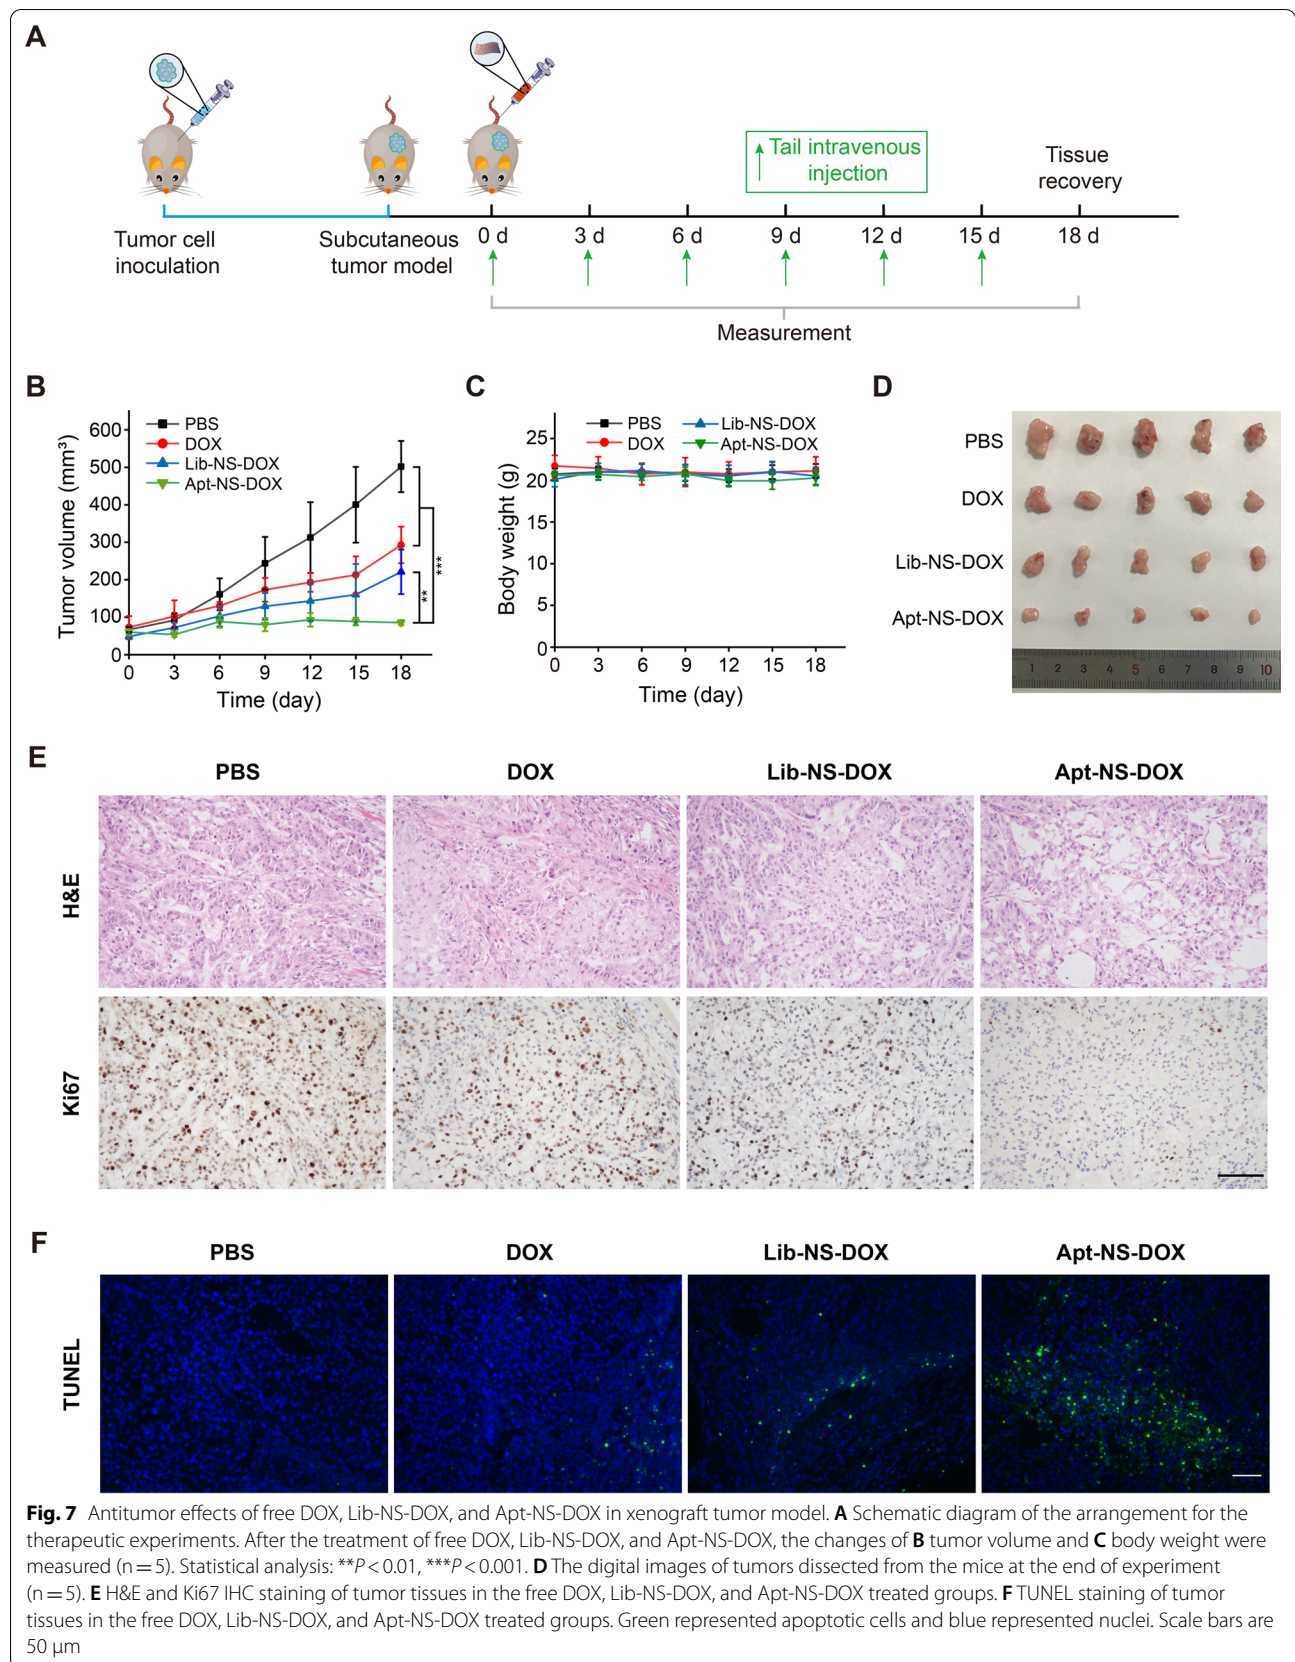 A
Tail intravenous
injection
Tissue
recovery
Tumor cell
inoculation
Subcutaneous
tumor model
0 d 3 d 6 d 9 d 12 d 15 d 18 d
Measurement
B
Tumor volume (mm³)
600
500
400
300
200
100
0
PBS
DOX
Lib-NS-DOX
Apt-NS-DOX
***
**
0 3 6 9 12 15 18
Time (day)
C
Body weight (g)
25
20
15
10
5
0
PBS Lib-NS-DOX
DOX Apt-NS-DOX
0 3 6 9 12 15 18
Time (day)
D
PBS
DOX
Lib-NS-DOX
Apt-NS-DOX
1 2 3 4 5 6 7 8 9 10
E
PBS DOX Lib-NS-DOX Apt-NS-DOX
H&E
Ki67
F
PBS DOX Lib-NS-DOX Apt-NS-DOX
TUNEL
Fig. 7 Antitumor effects of free DOX, Lib-NS-DOX, and Apt-NS-DOX in xenograft tumor model. A Schematic diagram of the arrangement for the
therapeutic experiments. After the treatment of free DOX, Lib-NS-DOX, and Apt-NS-DOX, the changes of B tumor volume and C body weight were
measured (n = 5). Statistical analysis: **P < 0.01, ***P < 0.001. D The digital images of tumors dissected from the mice at the end of experiment
(n = 5). E H&E and Ki67 IHC staining of tumor tissues in the free DOX, Lib-NS-DOX, and Apt-NS-DOX treated groups. F TUNEL staining of tumor
tissues in the free DOX, Lib-NS-DOX, and Apt-NS-DOX treated groups. Green represented apoptotic cells and blue represented nuclei. Scale bars are
50 μm